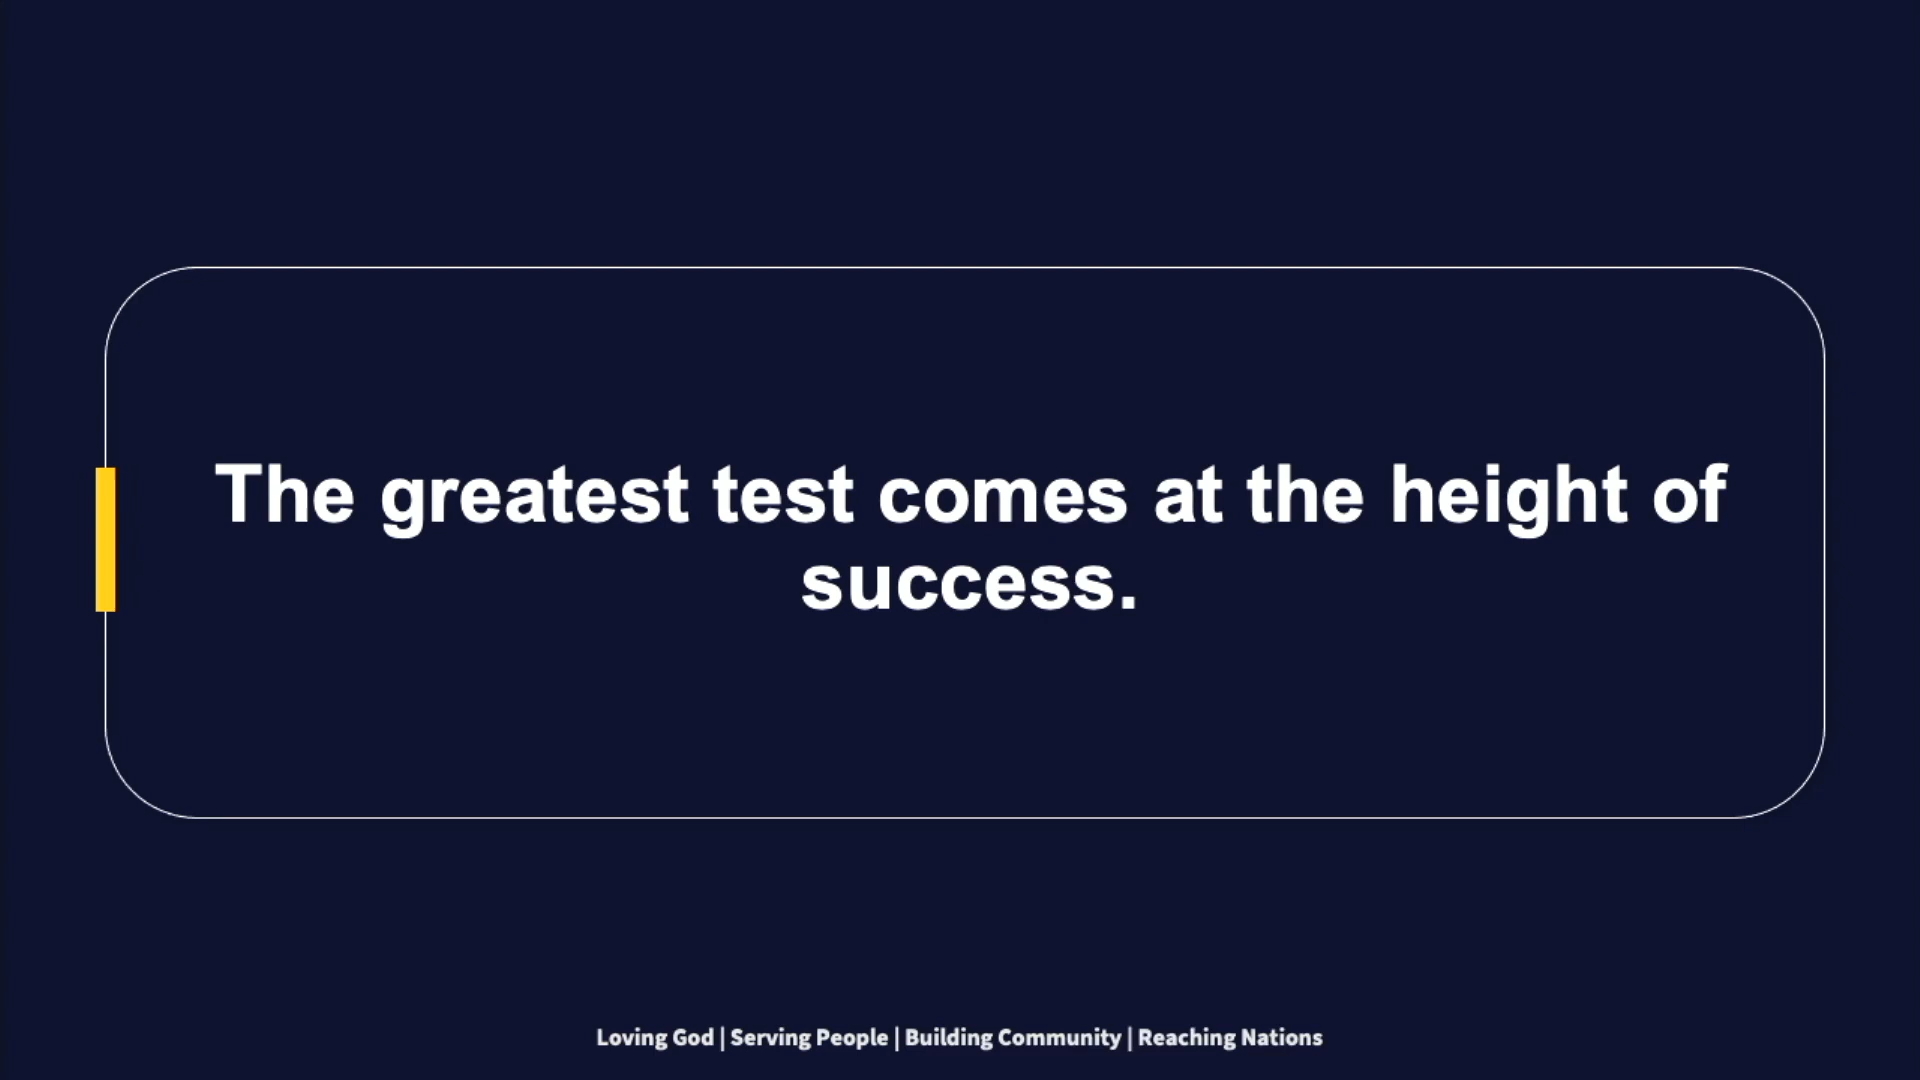 The greatest test comes at the height of
success.
Loving God | Serving People | Building Community | Reaching Nations